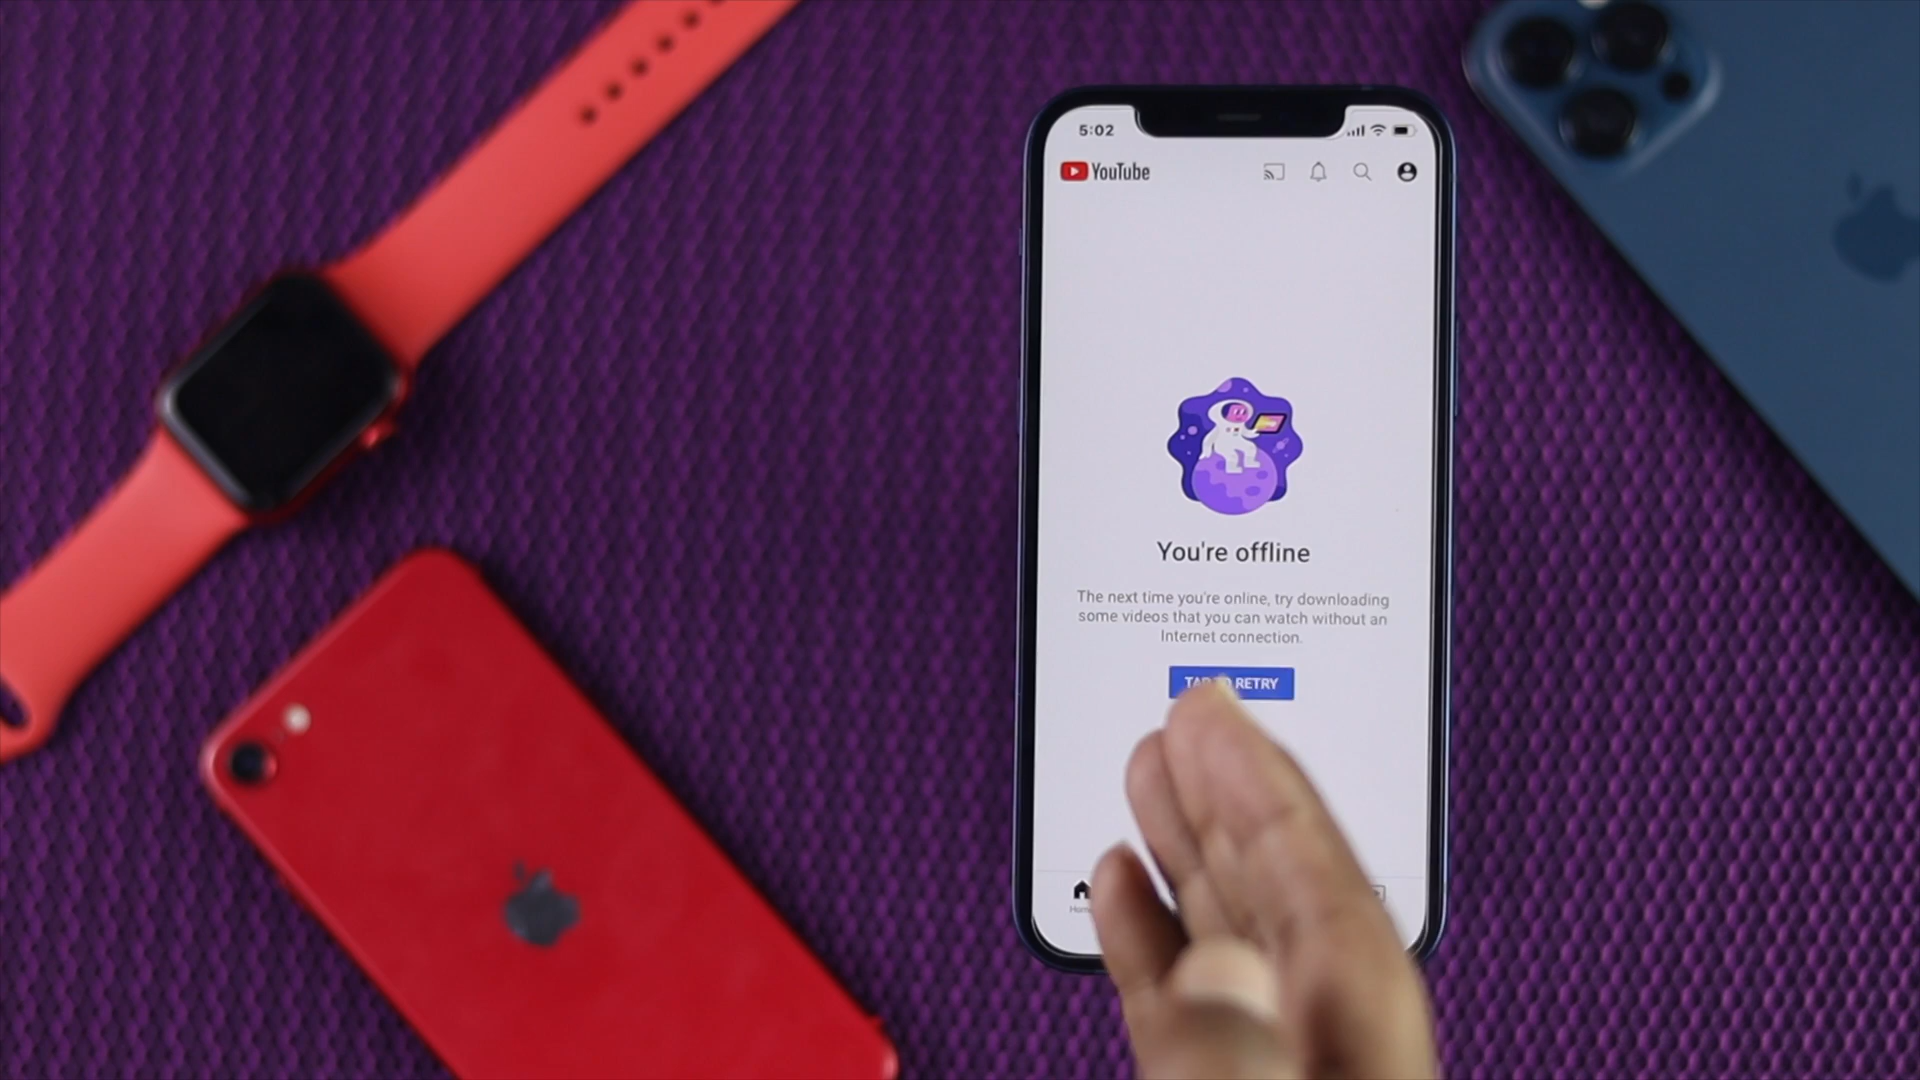 5:02
YouTube
You're offline
The next time you're online, try downloading
some videos that you can watch without an
Internet connection.
RETRY